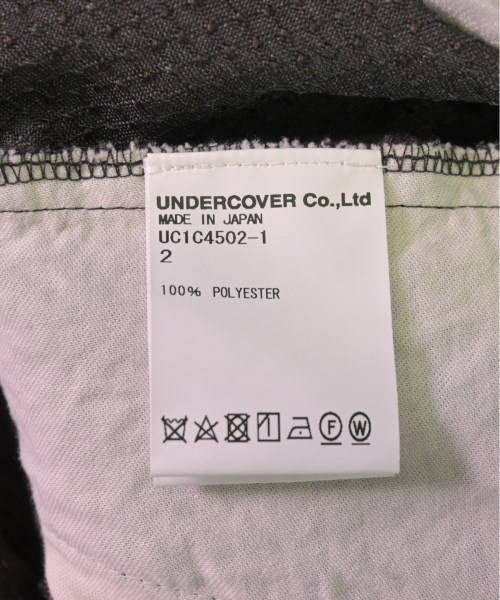 UNDERCOVER Co.,Ltd
MADE IN JAPAN
UC1C4502-1
2
100% POLYESTER
F W